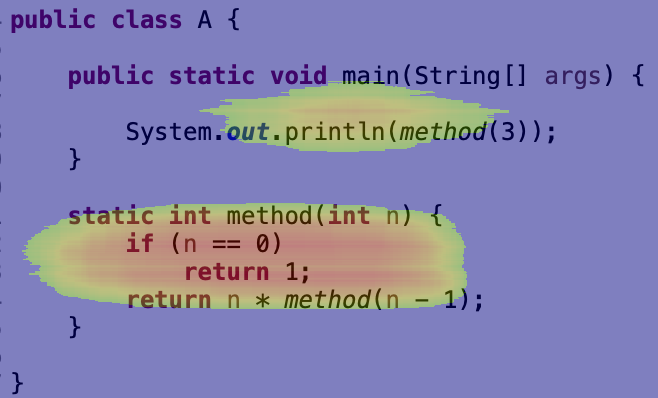 public class A {
public static void main(String[] args) {
System.out.println(method(3));
}
static int method(int n) {
if (n == 0)
return 1;
return n * method(n - 1);
}
}